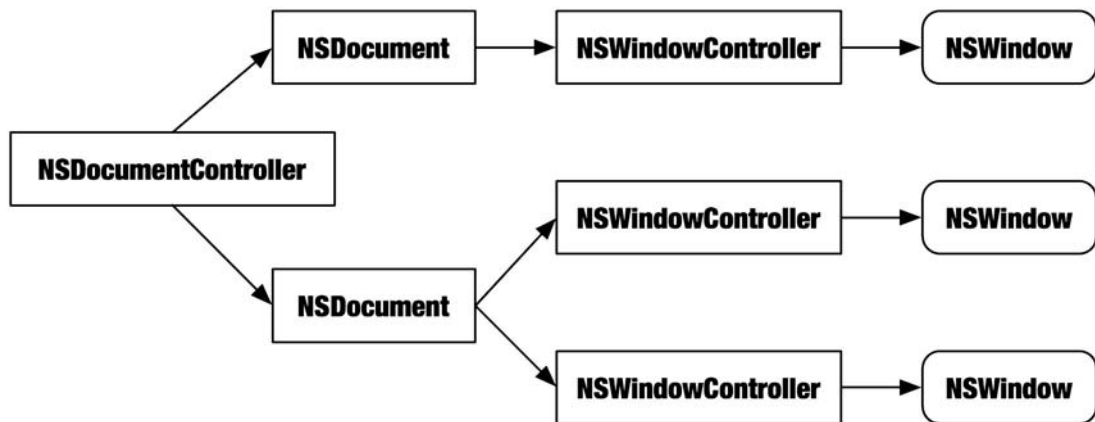 NSDocument
NSWindowController
NSWindow
NSDocumentController
NSWindowController
NSWindow
NSDocument
NSWindowController
NSWindow